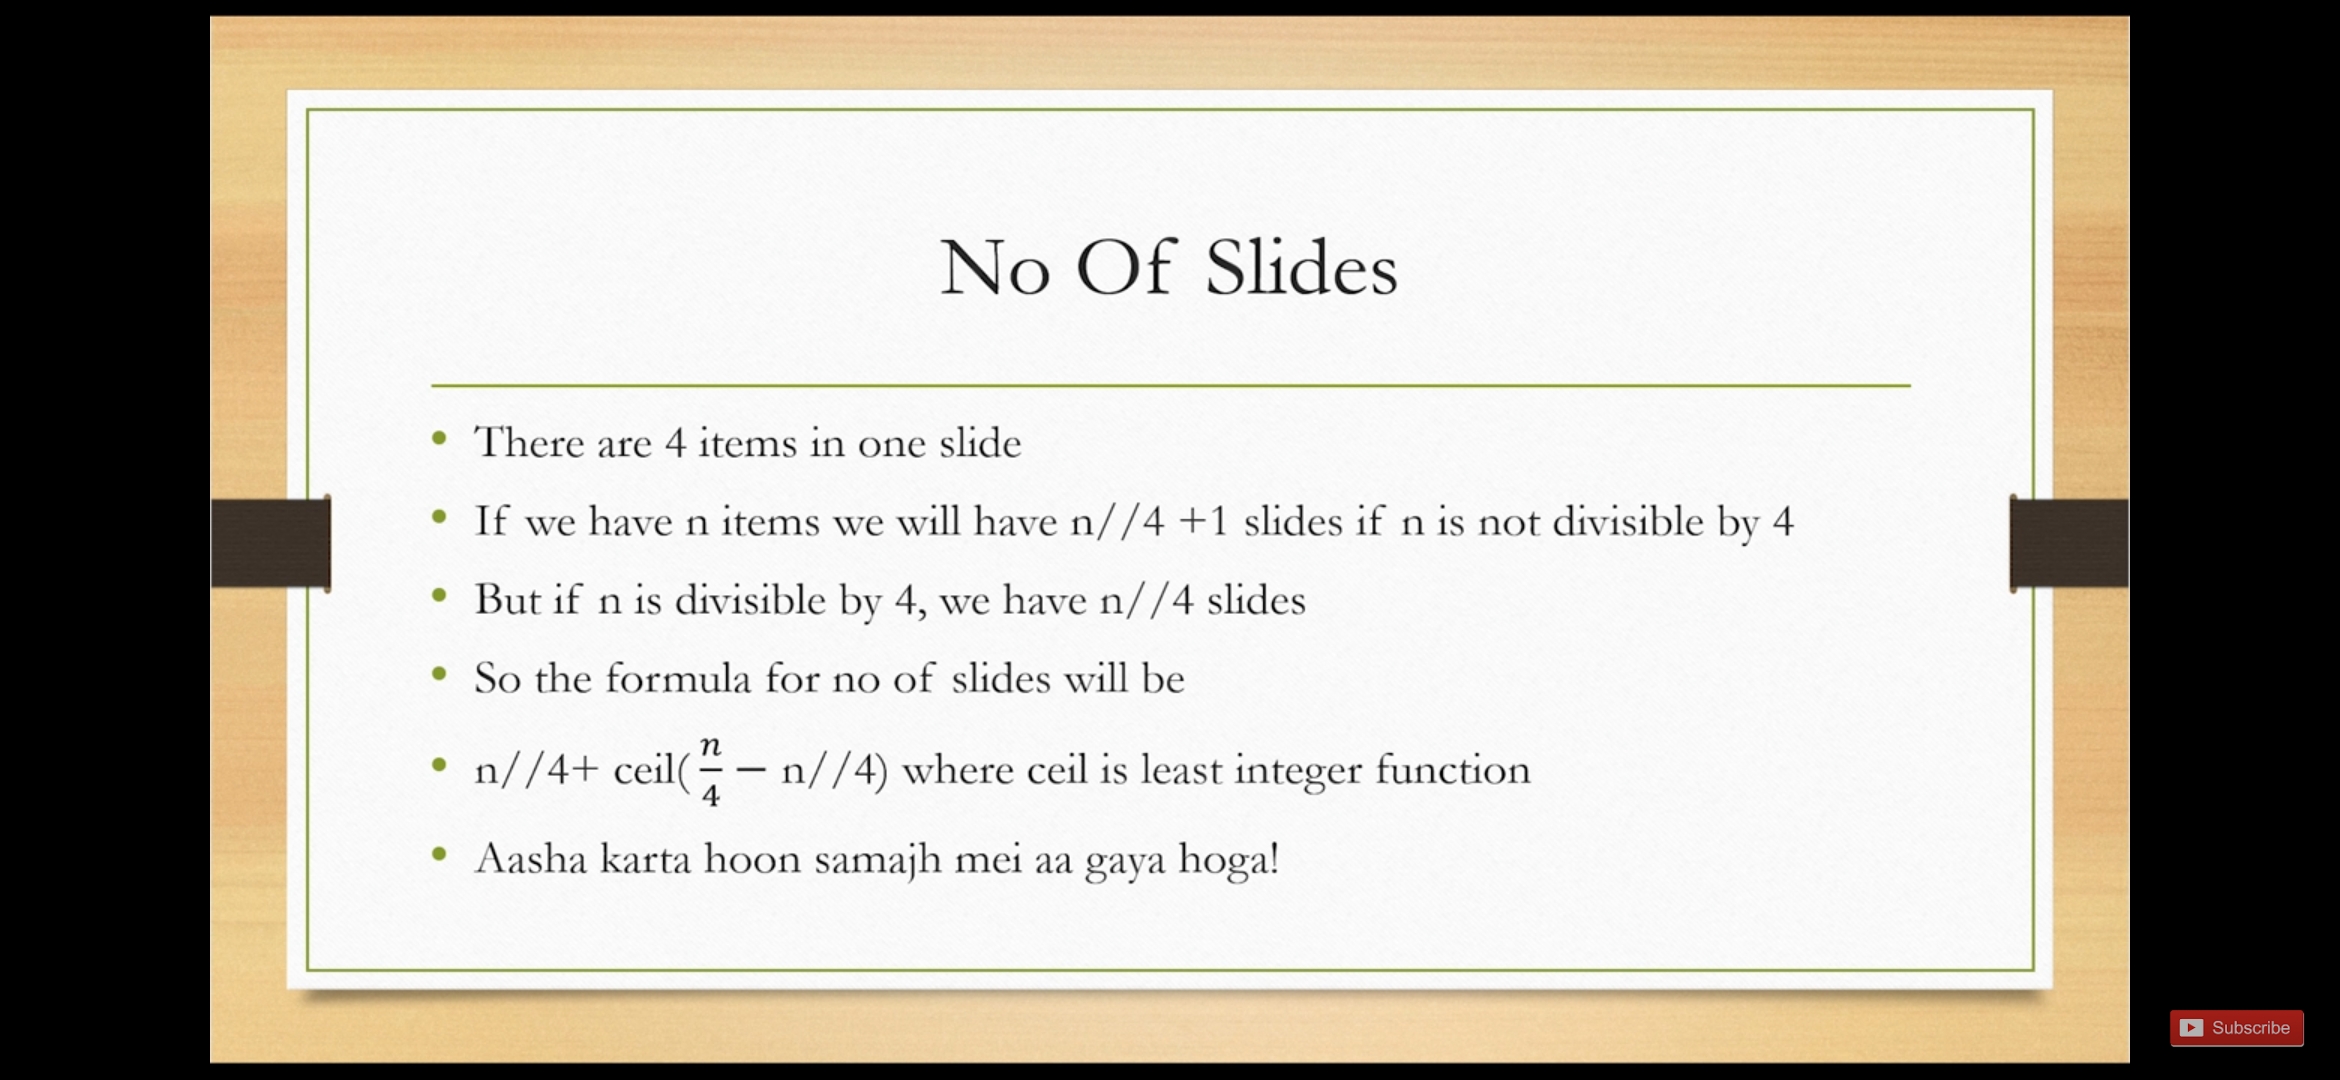 No Of Slides
• There are 4 items in one slide
• If we have n items we will have n//4 +1 slides if n is not divisible by 4
• But if n is divisible by 4, we have n//4 slides
• So the formula for no of slides will be
• n//4+ ceil(n/4 − n//4) where ceil is least integer function
• Aasha karta hoon samajh mei aa gaya hoga!
Subscribe